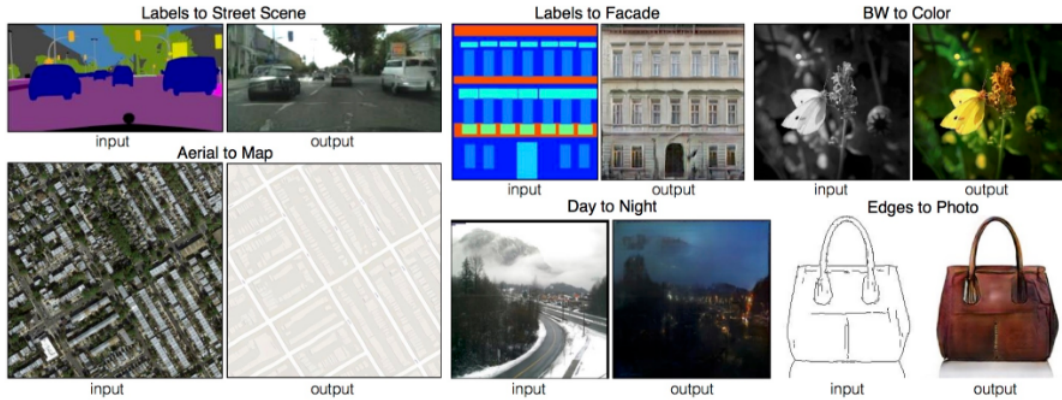 Labels to Street Scene
input
output
Aerial to Map
input
output
Labels to Facade
input
output
Day to Night
input
output
BW to Color
input
output
Edges to Photo
input
output